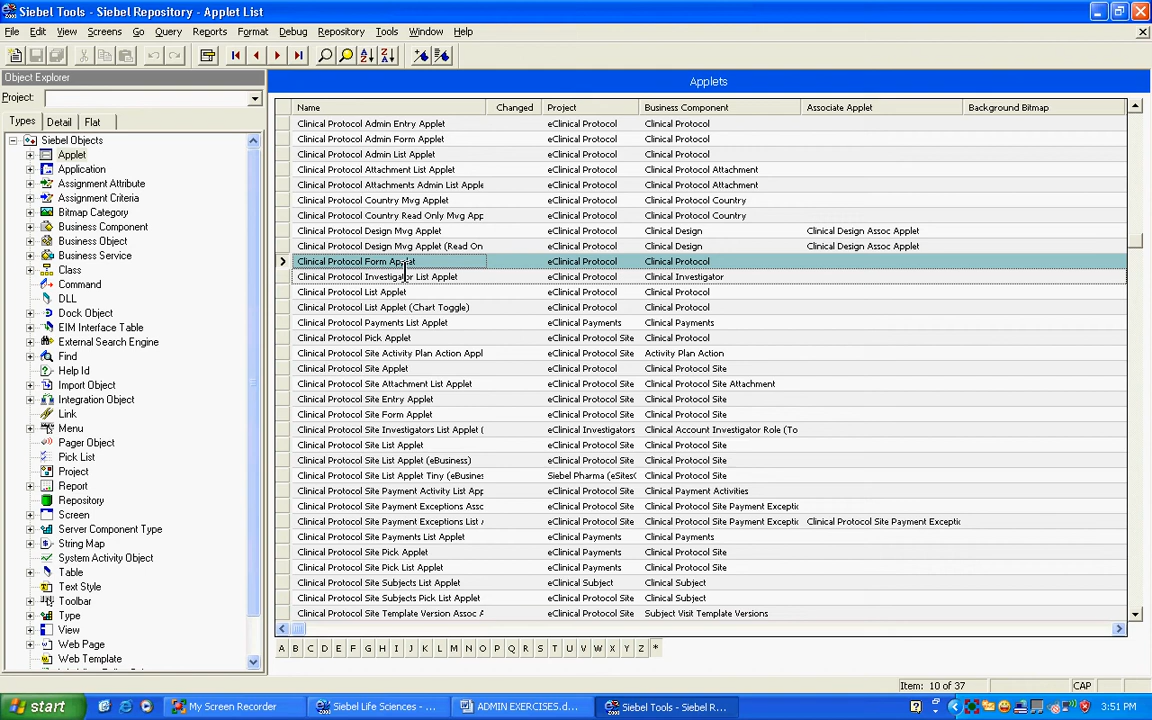 Siebel Tools - Siebel Repository - Applet List
File Edit View Screens Go Query Reports Format Debug Repository Tools Window Help
Object Explorer
Project:
Types Detail Flat
Siebel Objects
Applet
Application
Assignment Attribute
Assignment Criteria
Bitmap Category
Business Component
Business Object
Business Service
Class
Command
DLL
Dock Object
EIM Interface Table
External Search Engine
Find
Help Id
Import Object
Integration Object
Link
Menu
Pager Object
Pick List
Project
Report
Repository
Screen
Server Component Type
String Map
System Activity Object
Table
Text Style
Toolbar
Type
View
Web Page
Web Template
Applets
Name Changed Project Business Component Associate Applet Background Bitmap
Clinical Protocol Admin Entry Applet eClinical Protocol Clinical Protocol
Clinical Protocol Admin Form Applet eClinical Protocol Clinical Protocol
Clinical Protocol Admin List Applet eClinical Protocol Clinical Protocol
Clinical Protocol Attachment List Applet eClinical Protocol Clinical Protocol Attachment
Clinical Protocol Attachments Admin List Applet eClinical Protocol Clinical Protocol Attachment
Clinical Protocol Country Mvg Applet eClinical Protocol Clinical Protocol Country
Clinical Protocol Country Read Only Mvg App eClinical Protocol Clinical Protocol Country
Clinical Protocol Design Mvg Applet eClinical Protocol Clinical Design Clinical Design Assoc Applet
Clinical Protocol Design Mvg Applet (Read On eClinical Protocol Clinical Design Clinical Design Assoc Applet
Clinical Protocol Form Applet eClinical Protocol Clinical Protocol
Clinical Protocol Investigator List Applet eClinical Protocol Clinical Investigator
Clinical Protocol List Applet eClinical Protocol Clinical Protocol
Clinical Protocol List Applet (Chart Toggle) eClinical Protocol Clinical Protocol
Clinical Protocol Payments List Applet eClinical Payments Clinical Payments
Clinical Protocol Pick Applet eClinical Protocol Site Clinical Protocol
Clinical Protocol Site Activity Plan Action Appl eClinical Protocol Site Activity Plan Action
Clinical Protocol Site Applet eClinical Protocol Clinical Protocol Site
Clinical Protocol Site Attachment List Applet eClinical Protocol Site Clinical Protocol Site Attachment
Clinical Protocol Site Entry Applet eClinical Protocol Site Clinical Protocol Site
Clinical Protocol Site Form Applet eClinical Protocol Site Clinical Protocol Site
Clinical Protocol Site Investigators List Applet ( eClinical Investigators Clinical Account Investigator Role (To
Clinical Protocol Site List Applet eClinical Protocol Site Clinical Protocol Site
Clinical Protocol Site List Applet (eBusiness) eClinical Protocol Site Clinical Protocol Site
Clinical Protocol Site List Applet Tiny (eBusines Siebel Pharma (eSites( Clinical Protocol Site
Clinical Protocol Site Payment Activity List App eClinical Protocol Site Clinical Payment Activities
Clinical Protocol Site Payment Exceptions Assc eClinical Protocol Site Clinical Protocol Site Payment Exceptio
Clinical Protocol Site Payment Exceptions List A eClinical Protocol Site Clinical Protocol Site Payment Exceptio Clinical Protocol Site Payment Exceptic
Clinical Protocol Site Payments List Applet eClinical Protocol Site Clinical Payments
Clinical Protocol Site Pick Applet eClinical Payments Clinical Protocol Site
Clinical Protocol Site Pick List Applet eClinical Payments Clinical Protocol Site
Clinical Protocol Site Subjects List Applet eClinical Subject Clinical Subject
Clinical Protocol Site Subjects Pick List Applet eClinical Protocol Site Clinical Subject
Clinical Protocol Site Template Version Assoc A eClinical Protocol Site Subject Visit Template Versions
A B C D E F G H I J K L M N O P Q R S T U V W X Y Z *
Item: 10 of 37 CAP
start My Screen Recorder Siebel Life Sciences - ... ADMIN EXERCISES.d... Siebel Tools - Siebel R... 3:51 PM